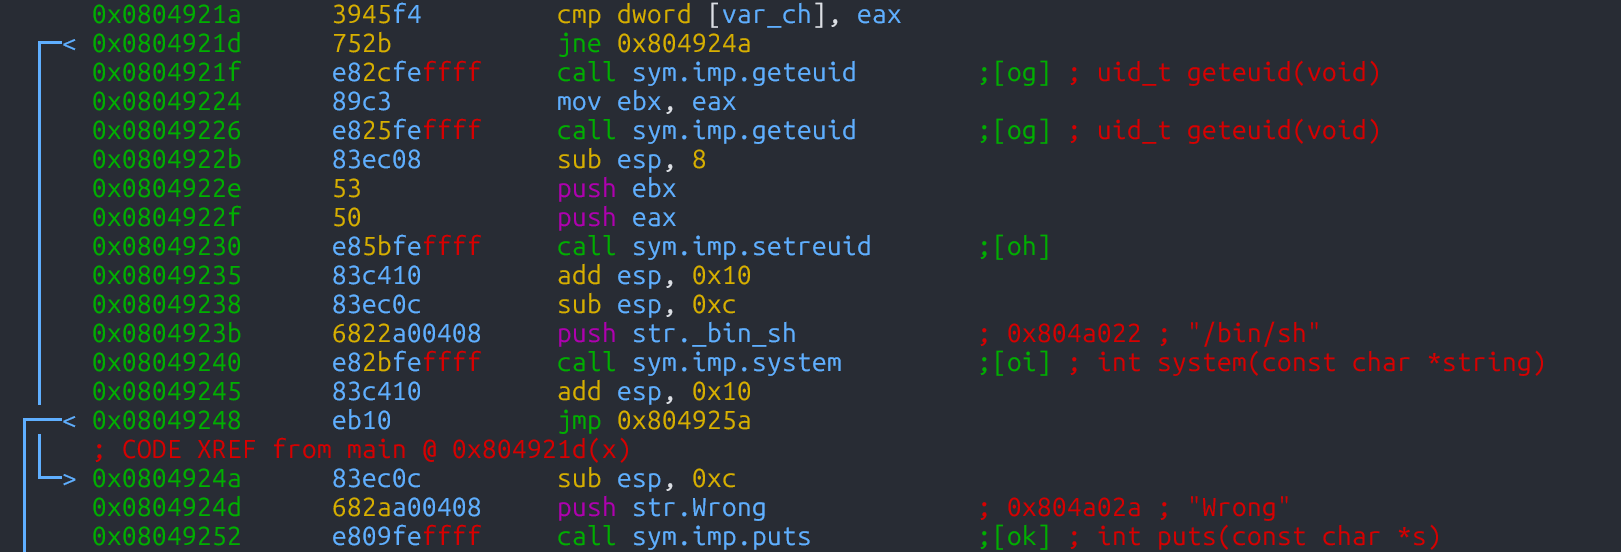 0x0804921a 3945f4 cmp dword [var_ch], eax
< 0x0804921d 752b jne 0x804924a
0x0804921f e82cfeffff call sym.imp.geteuid ;[og] ; uid_t geteuid(void)
0x08049224 89c3 mov ebx, eax
0x08049226 e825feffff call sym.imp.geteuid ;[og] ; uid_t geteuid(void)
0x0804922b 83ec08 sub esp, 8
0x0804922e 53 push ebx
0x0804922f 50 push eax
0x08049230 e85bfeffff call sym.imp.setreuid ;[oh]
0x08049235 83c410 add esp, 0x10
0x08049238 83ec0c sub esp, 0xc
0x0804923b 6822a00408 push str._bin_sh ; 0x804a022 ; "/bin/sh"
0x08049240 e82bfeffff call sym.imp.system ;[oi] ; int system(const char *string)
0x08049245 83c410 add esp, 0x10
< 0x08049248 eb10 jmp 0x804925a
; CODE XREF from main @ 0x804921d(x)
> 0x0804924a 83ec0c sub esp, 0xc
0x0804924d 682aa00408 push str.Wrong ; 0x804a02a ; "Wrong"
0x08049252 e809feffff call sym.imp.puts ;[ok] ; int puts(const char *s)